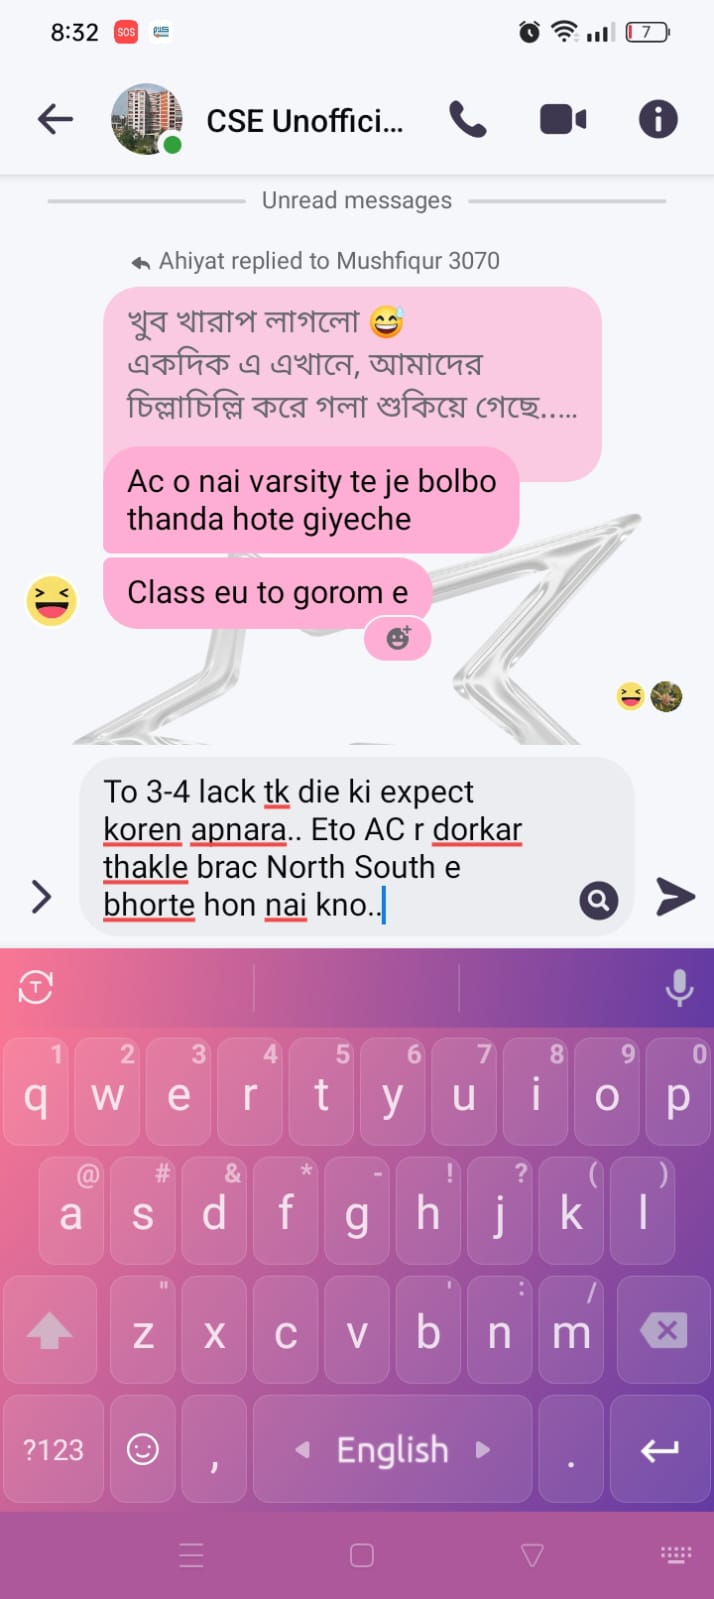 8:32
SOS
7
CSE Unoffici...
Unread messages
Ahiyat replied to Mushfiqur 3070
খুব খারাপ লাগলো 😅
একদিক এ এখানে, আমাদের
চিল্লাচিল্লি করে গলা শুকিয়ে গেছে.....
Ac o nai varsity te je bolbo
thanda hote giyeche
Class eu to gorom e
To 3-4 lack tk die ki expect
koren apnara.. Eto AC r dorkar
thakle brac North South e
bhorte hon nai kno..
T
1 2 3 4 5 6 7 8 9 0
q w e r t y u i o p
@ # & * - ! ? ( )
a s d f g h j k l
" ' : /
z x c v b n m
?123 , English .